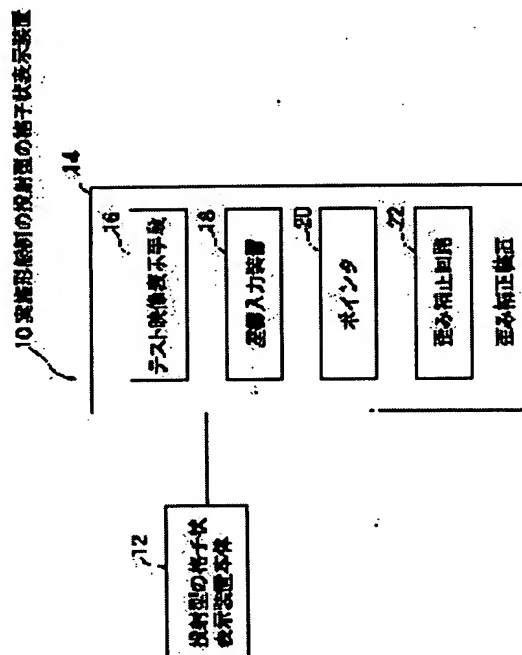 10 実施形態例の投射型の格子状表示装置
14
16
テスト映像表示手段
18
座標入力装置
20
ポインタ
22
歪み補正回路
歪み補正装置
12
投射型の格子状
表示装置本体